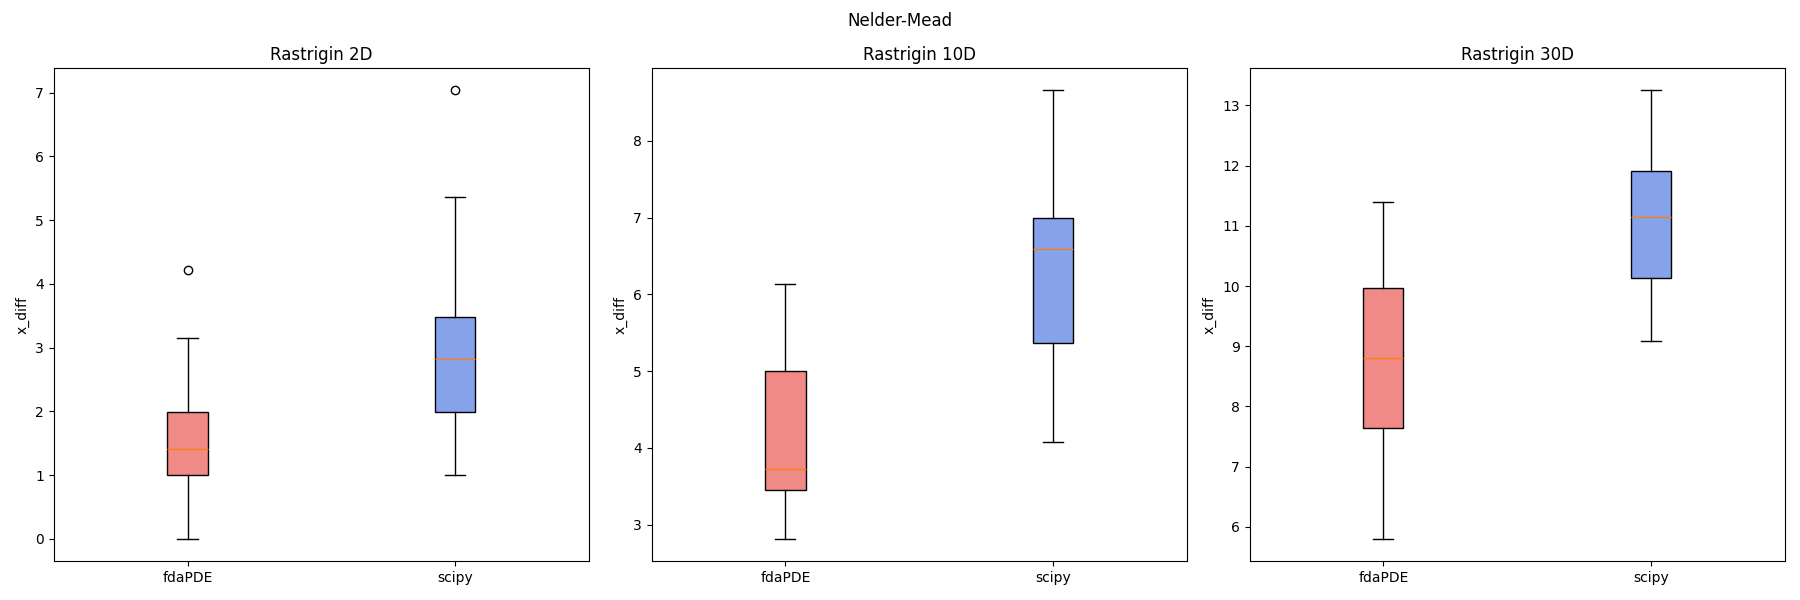 Nelder-Mead
Rastrigin 2D
x_diff
7
6
5
4
3
2
1
0
fdaPDE
scipy
Rastrigin 10D
x_diff
8
7
6
5
4
3
fdaPDE
scipy
Rastrigin 30D
x_diff
13
12
11
10
9
8
7
6
fdaPDE
scipy